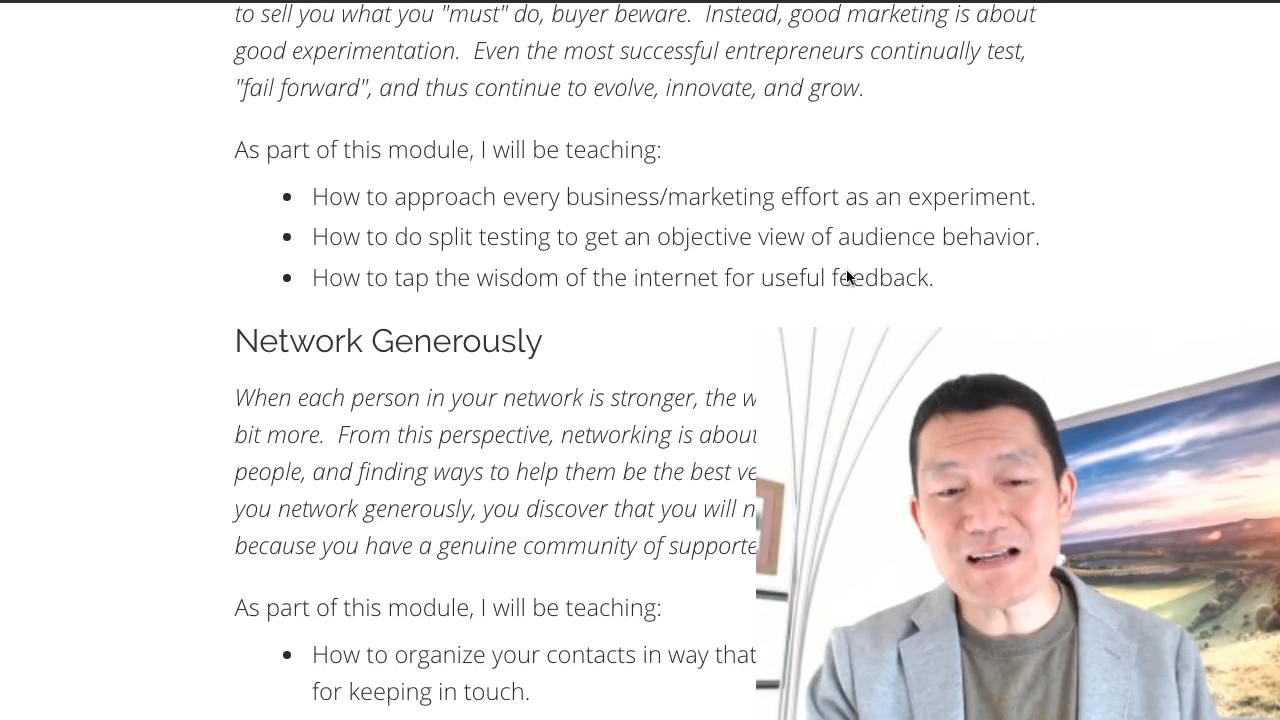 to sell you what you "must" do, buyer beware.  Instead, good marketing is about
good experimentation.  Even the most successful entrepreneurs continually test,
"fail forward", and thus continue to evolve, innovate, and grow.
As part of this module, I will be teaching:
• How to approach every business/marketing effort as an experiment.
• How to do split testing to get an objective view of audience behavior.
• How to tap the wisdom of the internet for useful feedback.
Network Generously
When each person in your network is stronger, the
bit more.  From this perspective, networking is about
people, and finding ways to help them be the best
you network generously, you discover that you will
because you have a genuine community of
As part of this module, I will be teaching:
• How to organize your contacts in way that
for keeping in touch.